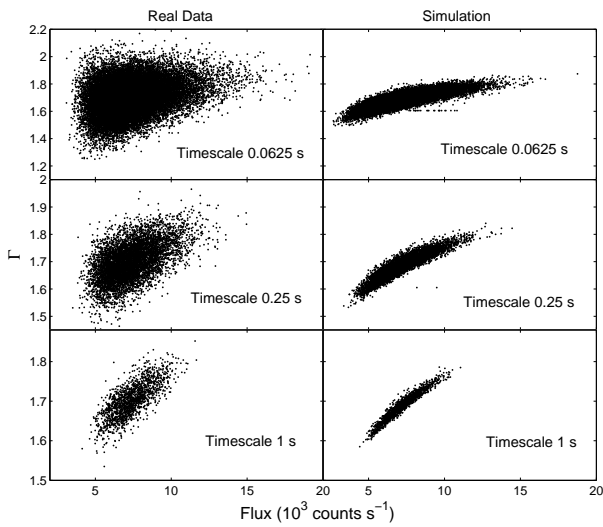 Real Data Simulation
2.2
2
1.8
1.6
1.4
1.2
Timescale 0.0625 s Timescale 0.0625 s
2
1.9
1.8
1.7
1.6
1.5
Γ
Timescale 0.25 s Timescale 0.25 s
1.8
1.7
1.6
1.5
Timescale 1 s Timescale 1 s
5 10 15 20 5 10 15 20
Flux (10³ counts s⁻¹)